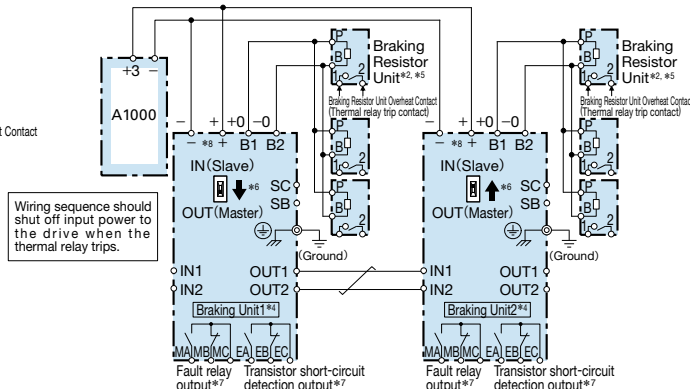 +3 −
A1000
t Contact
Wiring sequence should
shut off input power to
the drive when the
thermal relay trips.
P
B
1 2
Braking
Resistor
Unit*2, *5
Braking Resistor Unit Overheat Contact
(Thermal relay trip contact)
P
B
1 2
P
B
1 2
− + +0 −0
− *8 + B1 B2
IN(Slave)
*6 SC
SB
OUT(Master)
(Ground)
IN1 OUT1
IN2 OUT2
Braking Unit1*4
MA MB MC EA EB EC
Fault relay
output*7
Transistor short-circuit
detection output*7
P
B
1 2
Braking
Resistor
Unit*2, *5
Braking Resistor Unit Overheat Contact
(Thermal relay trip contact)
P
B
1 2
P
B
1 2
− + +0 −0
− *8 + B1 B2
IN(Slave)
*6 SC
SB
OUT(Master)
(Ground)
IN1 OUT1
IN2 OUT2
Braking Unit2*4
MA MB MC EA EB EC
Fault relay
output*7
Transistor short-circuit
detection output*7